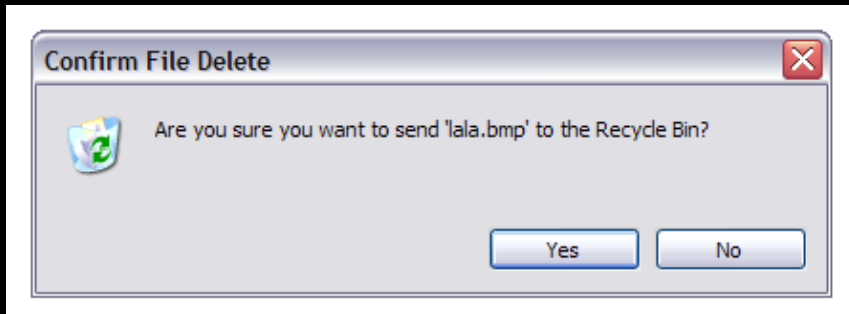 Confirm File Delete
Are you sure you want to send 'lala.bmp' to the Recycle Bin?
Yes No